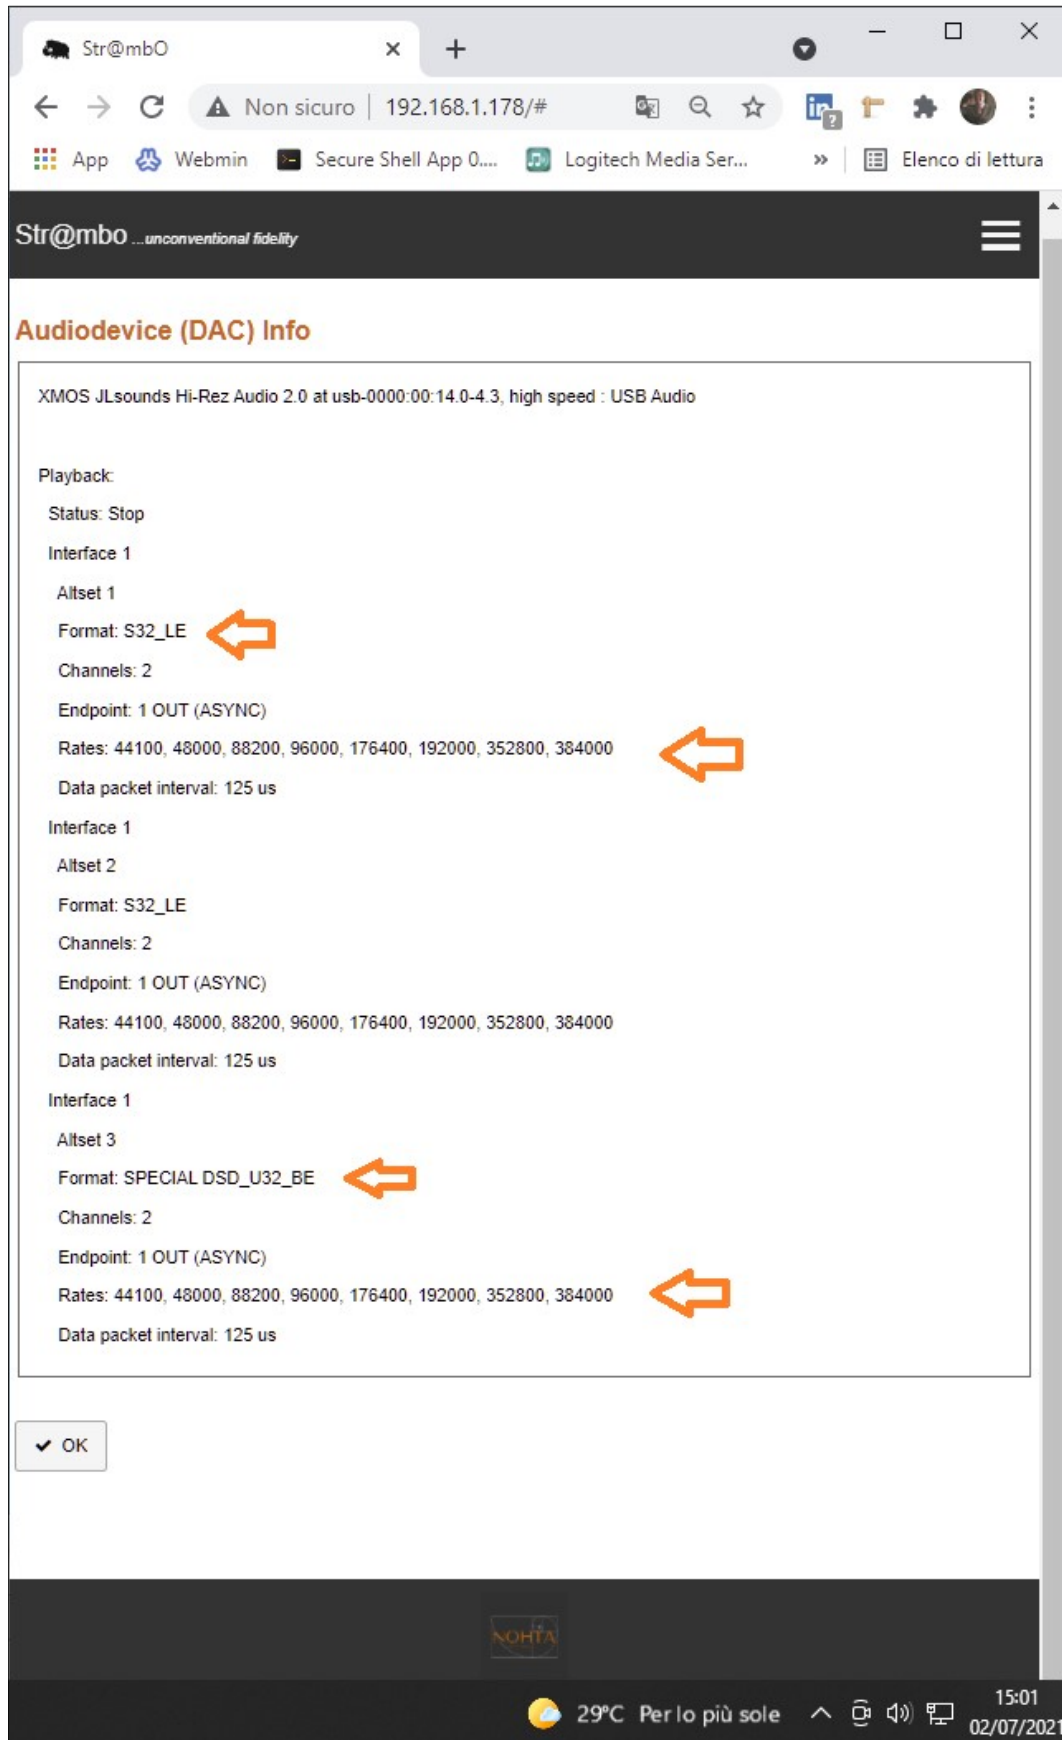 Str@mbO
Non sicuro | 192.168.1.178/#
App Webmin Secure Shell App 0.... Logitech Media Ser... » Elenco di lettura
Str@mbo ...unconventional fidelity
Audiodevice (DAC) Info
XMOS JLsounds Hi-Rez Audio 2.0 at usb-0000:00:14.0-4.3, high speed : USB Audio
Playback:
Status: Stop
Interface 1
Altset 1
Format: S32_LE
Channels: 2
Endpoint: 1 OUT (ASYNC)
Rates: 44100, 48000, 88200, 96000, 176400, 192000, 352800, 384000
Data packet interval: 125 us
Interface 1
Altset 2
Format: S32_LE
Channels: 2
Endpoint: 1 OUT (ASYNC)
Rates: 44100, 48000, 88200, 96000, 176400, 192000, 352800, 384000
Data packet interval: 125 us
Interface 1
Altset 3
Format: SPECIAL DSD_U32_BE
Channels: 2
Endpoint: 1 OUT (ASYNC)
Rates: 44100, 48000, 88200, 96000, 176400, 192000, 352800, 384000
Data packet interval: 125 us
OK
NOHTA
29°C Per lo più sole
15:01
02/07/2021